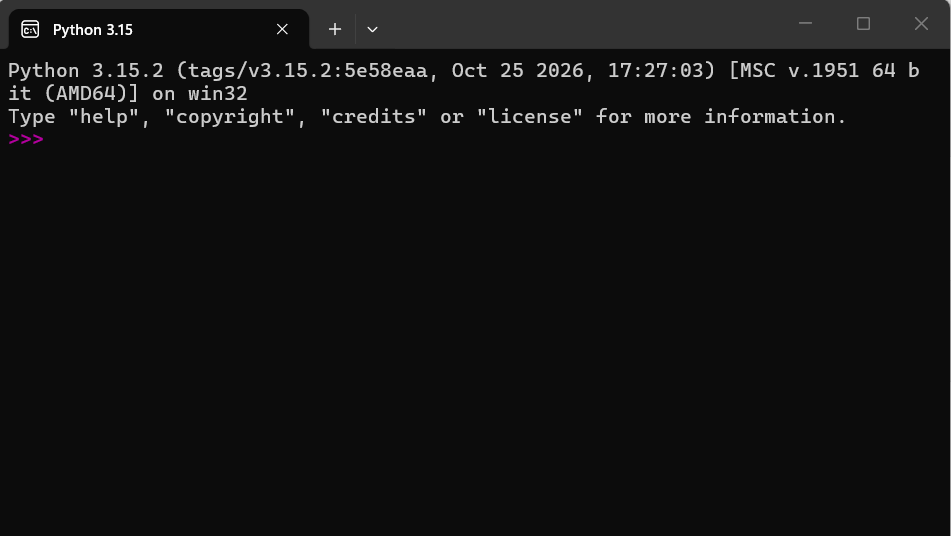 Python 3.15
Python 3.15.2 (tags/v3.15.2:5e58eaa, Oct 25 2026, 17:27:03) [MSC v.1951 64 b
it (AMD64)] on win32
Type "help", "copyright", "credits" or "license" for more information.
>>>